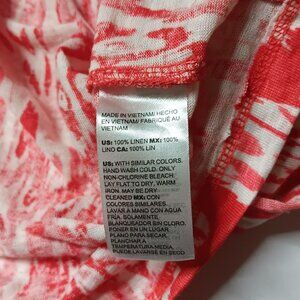 MADE IN VIETNAM/ HECHO
EN VIETNAM/ FABRIQUÉ AU
VIETNAM
US: 100% LINEN MX: 100%
LINO CA: 100% LIN
US: WITH SIMILAR COLORS.
HAND WASH COLD. ONLY
NON-CHLORINE BLEACH.
LAY FLAT TO DRY. WARM
IRON. MAY BE DRY
CLEANED MX: CON
COLORES SIMILARES.
LAVAR A MANO CON AGUA
FRÍA. SOLAMENTE
BLANQUEADOR SIN CLORO.
PONER EN UN LUGAR
PLANO PARA SECAR.
PLANCHAR A
TEMPERATURA MEDIA.
PUEDE LAVARSE EN SECO